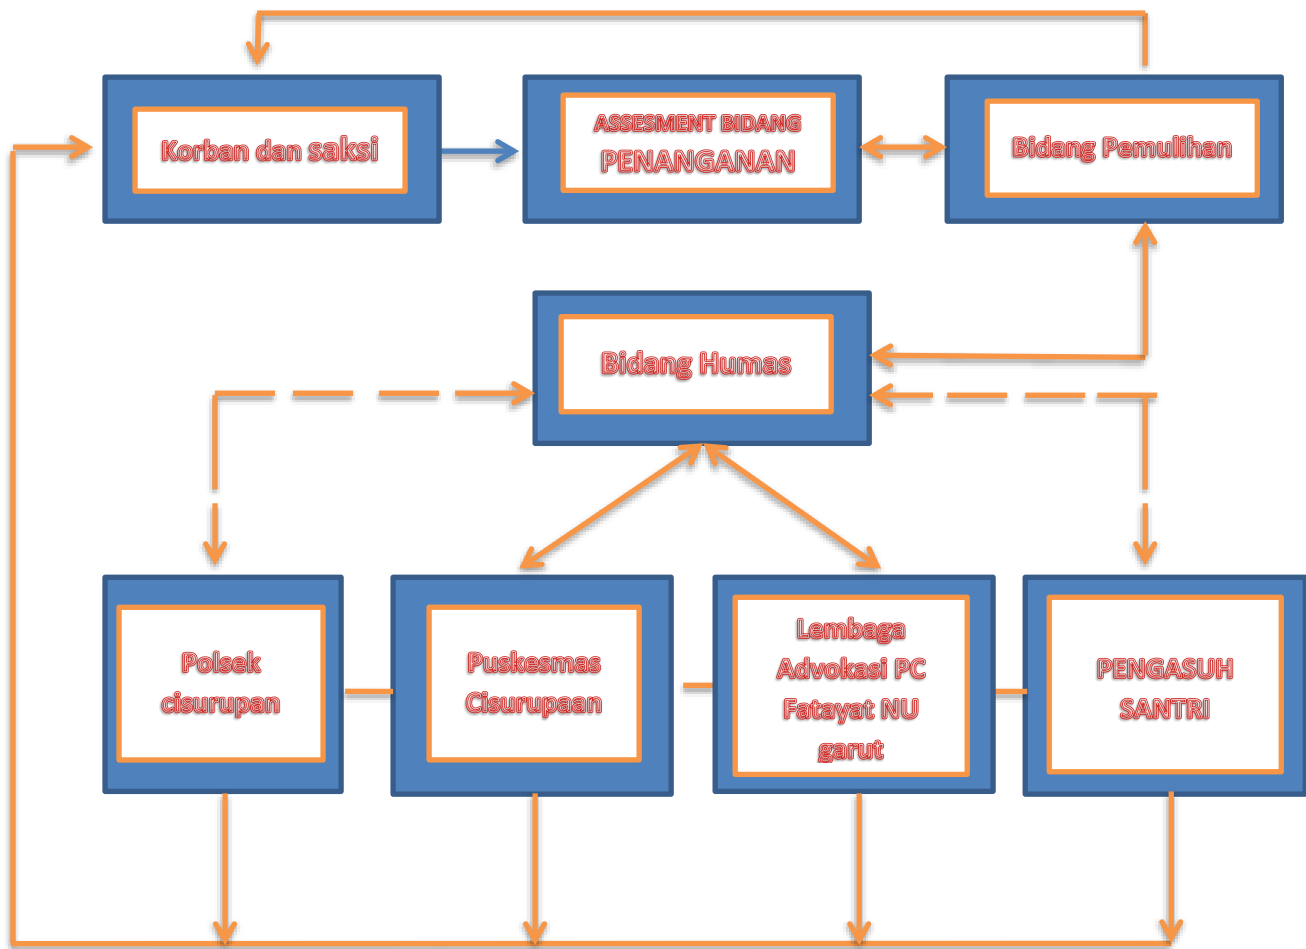 Korban dan saksi
ASSESMENT BIDANG
PENANGANAN
Bidang Pemulihan
Bidang Humas
Polsek
cisurupan
Puskesmas
Cisurupaan
Lembaga
Advokasi PC
Fatayat NU
garut
PENGASUH
SANTRI